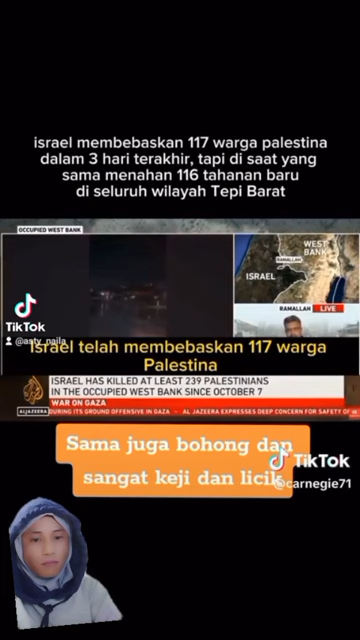 israel membebaskan 117 warga palestina
dalam 3 hari terakhir, tapi di saat yang
sama menahan 116 tahanan baru
di seluruh wilayah Tepi Barat
OCCUPIED WEST BANK
WEST
BANK
RAMALLAH
ISRAEL
RAMALLAH LIVE
TikTok
@asty_naila
Israel telah membebaskan 117 warga
Palestina
ISRAEL HAS KILLED AT LEAST 239 PALESTINIANS
IN THE OCCUPIED WEST BANK SINCE OCTOBER 7
WAR ON GAZA
ALJAZEERA DURING ITS GROUND OFFENSIVE IN GAZA - AL JAZEERA EXPRESSES DEEP CONCERN FOR SAFETY OF
Sama juga bohong dan
sangat keji dan licik
TikTok
@carnegie71